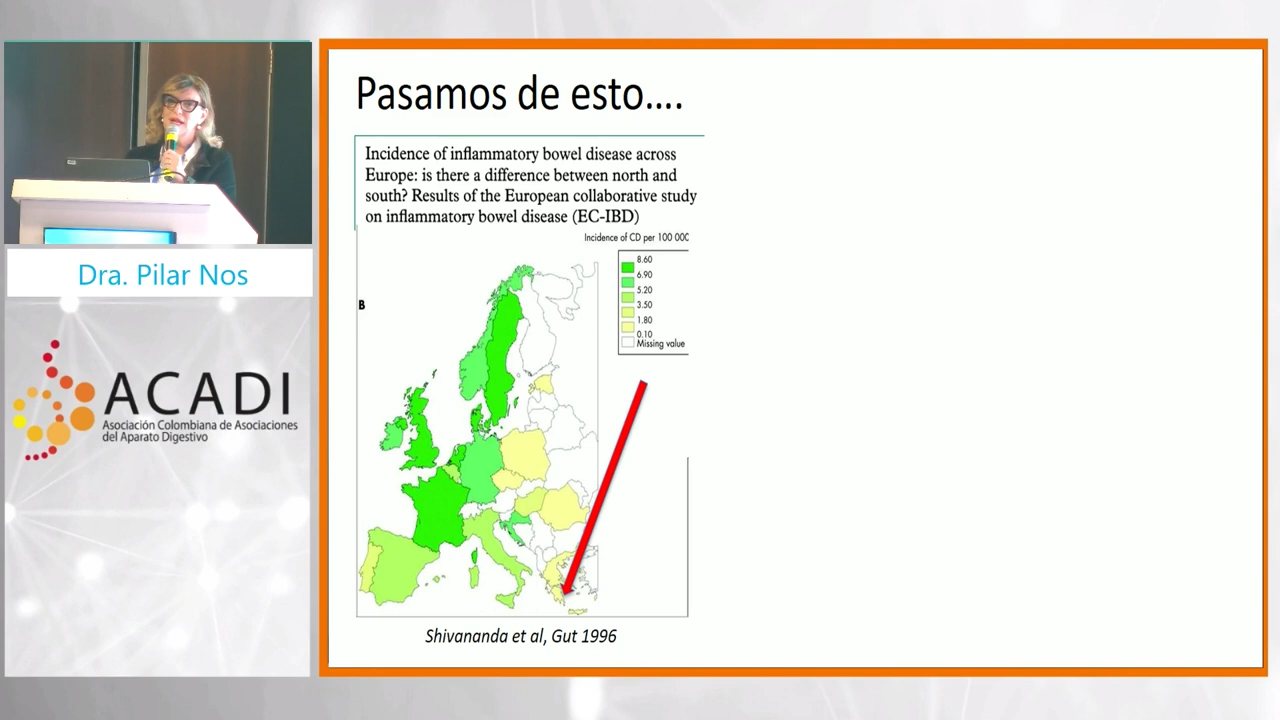 Dra. Pilar Nos
ACADI
Asociación Colombiana de Asociaciones
del Aparato Digestivo
Pasamos de esto....
Incidence of inflammatory bowel disease across
Europe: is there a difference between north and
south? Results of the European collaborative study
on inflammatory bowel disease (EC-IBD)
Incidence of CD per 100 000
8.60
6.90
5.20
3.50
1.80
0.10
Missing value
B
Shivananda et al, Gut 1996